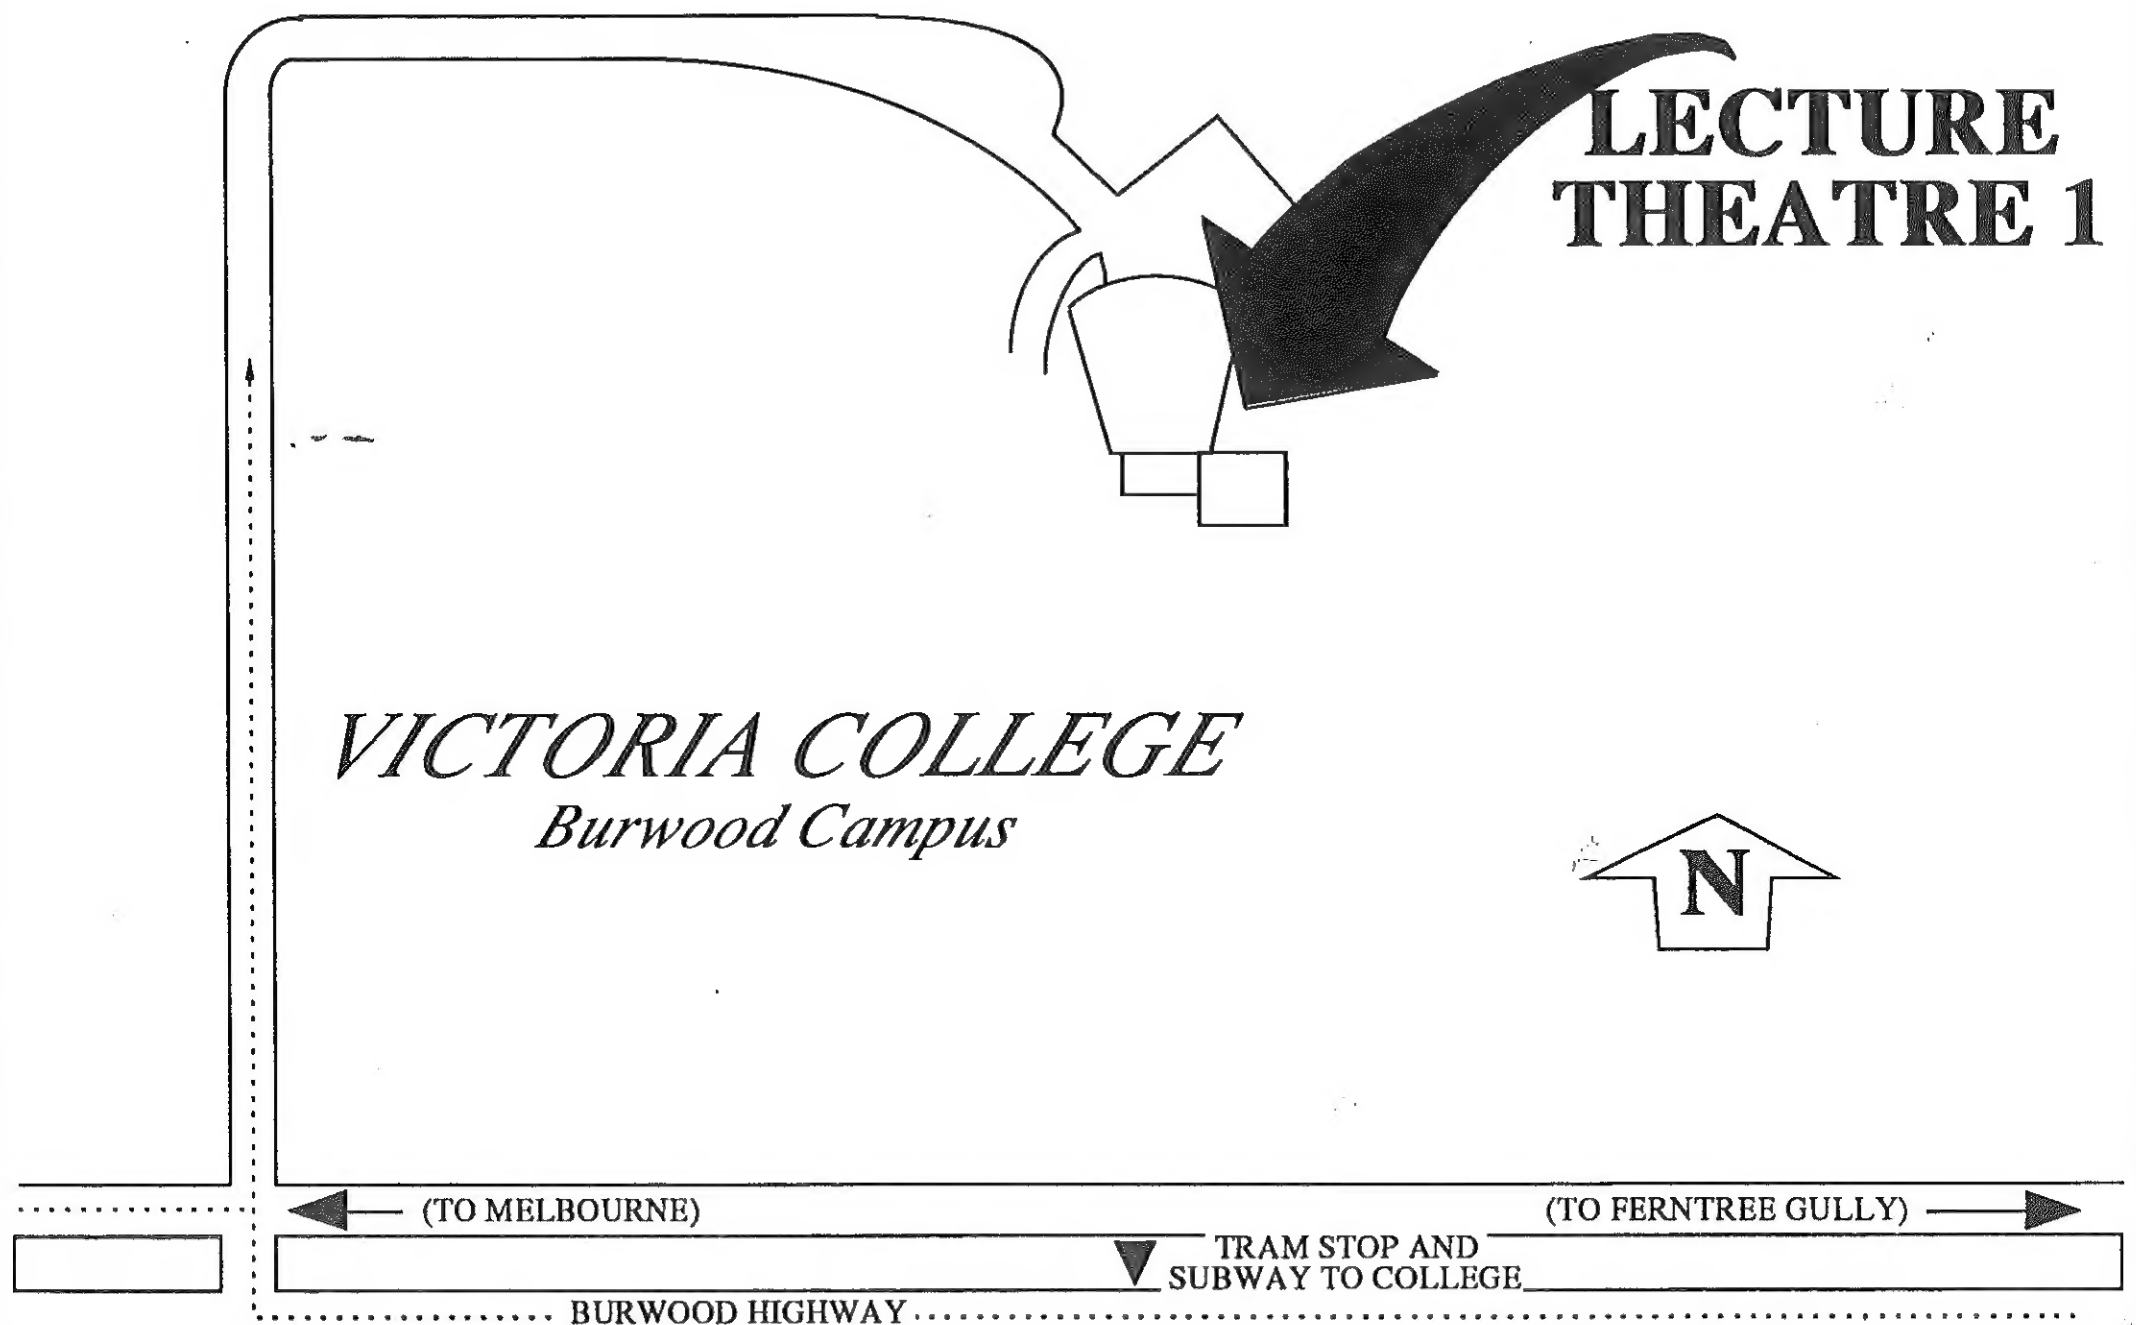 LECTURE
THEATRE 1
VICTORIA COLLEGE
Burwood Campus
N
(TO MELBOURNE)
(TO FERNTREE GULLY)
TRAM STOP AND
SUBWAY TO COLLEGE
BURWOOD HIGHWAY